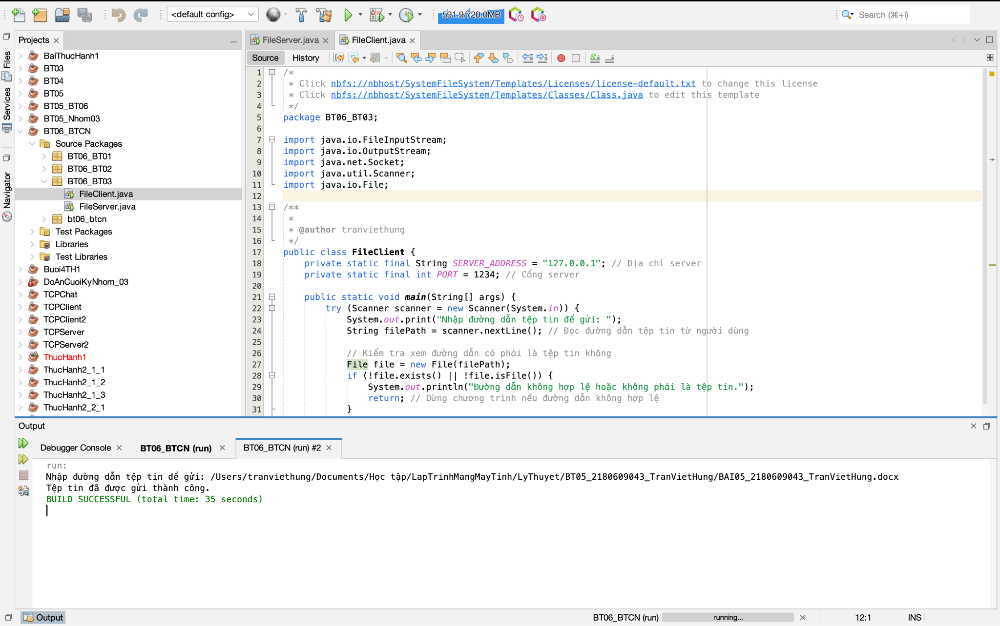 <default config>
591.9/720.0MB
Search (⌘+I)
Files
Services
Navigator
Projects
BaiThucHanh1
BT03
BT04
BT05
BT05_BT06
BT05_Nhom03
BT06_BTCN
Source Packages
BT06_BT01
BT06_BT02
BT06_BT03
FileClient.java
FileServer.java
bt06_btcn
Test Packages
Libraries
Test Libraries
Buoi4TH1
DoAnCuoiKyNhom_03
TCPChat
TCPClient
TCPClient2
TCPServer
TCPServer2
ThucHanh1
ThucHanh2_1_1
ThucHanh2_1_2
ThucHanh2_1_3
ThucHanh2_2_1
FileServer.java
FileClient.java
Source History
1 /*
2 * Click nbfs://nbhost/SystemFileSystem/Templates/Licenses/license-default.txt to change this license
3 * Click nbfs://nbhost/SystemFileSystem/Templates/Classes/Class.java to edit this template
4 */
5 package BT06_BT03;
6
7 import java.io.FileInputStream;
8 import java.io.OutputStream;
9 import java.net.Socket;
10 import java.util.Scanner;
11 import java.io.File;
12
13 /**
14 *
15 * @author tranviethung
16 */
17 public class FileClient {
18 private static final String SERVER_ADDRESS = "127.0.0.1"; // Địa chỉ server
19 private static final int PORT = 1234; // Cổng server
20
21 public static void main(String[] args) {
22 try (Scanner scanner = new Scanner(System.in)) {
23 System.out.print("Nhập đường dẫn tệp tin để gửi: ");
24 String filePath = scanner.nextLine(); // Đọc đường dẫn tệp tin từ người dùng
25
26 // Kiểm tra xem đường dẫn có phải là tệp tin không
27 File file = new File(filePath);
28 if (!file.exists() || !file.isFile()) {
29 System.out.println("Đường dẫn không hợp lệ hoặc không phải là tệp tin.");
30 return; // Dừng chương trình nếu đường dẫn không hợp lệ
31 }
Output
Debugger Console
BT06_BTCN (run)
BT06_BTCN (run) #2
run:
Nhập đường dẫn tệp tin để gửi: /Users/tranviethung/Documents/Học tập/LapTrinhMangMayTinh/LyThuyet/BT05_2180609043_TranVietHung/BAI05_2180609043_TranVietHung.docx
Tệp tin đã được gửi thành công.
BUILD SUCCESSFUL (total time: 35 seconds)
Output
BT06_BTCN (run)
running...
12:1
INS